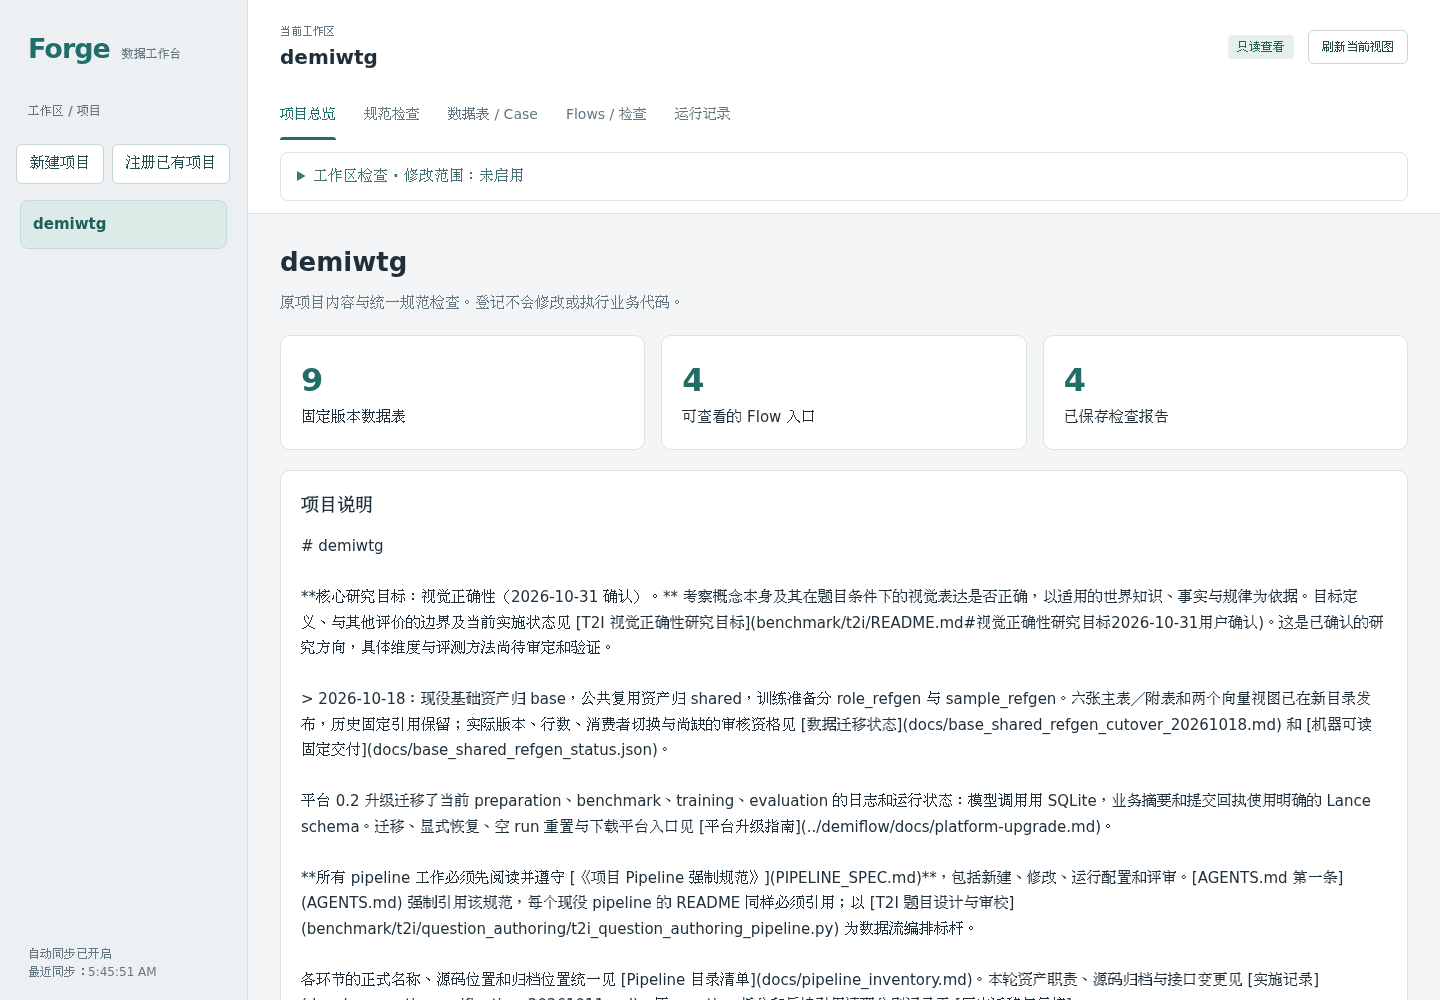 Forge 数据工作台
工作区 / 项目
新建项目 注册已有项目
demiwtg
自动同步已开启
最近同步：5:45:51 AM
当前工作区
demiwtg
只读查看 刷新当前视图
项目总览 规范检查 数据表 / Case Flows / 检查 运行记录
▶ 工作区检查 · 修改范围：未启用
demiwtg
原项目内容与统一规范检查。登记不会修改或执行业务代码。
9
固定版本数据表
4
可查看的 Flow 入口
4
已保存检查报告
项目说明
# demiwtg
**核心研究目标：视觉正确性（2026-10-31 确认）。** 考察概念本身及其在题目条件下的视觉表达是否正确，以适用的世界知识、事实与规律为依据。目标定
义、与其他评价的边界及当前实施状态见 [T2I 视觉正确性研究目标](benchmark/t2i/README.md#视觉正确性研究目标2026-10-31用户确认)。这是已确认的研
究方向，具体维度与评测方法尚待审定和验证。
> 2026-10-18：现役基础资产归 base，公共复用资产归 shared，训练准备分 role_refgen 与 sample_refgen。六张主表／附表和两个向量视图已在新目录发
布，历史固定引用保留；实际版本、行数、消费者切换与尚缺的审核资格见 [数据迁移状态](docs/base_shared_refgen_cutover_20261018.md) 和 [机器可读
固定交付](docs/base_shared_refgen_status.json)。
平台 0.2 升级迁移了当前 preparation、benchmark、training、evaluation 的日志和运行状态：模型调用用 SQLite，业务摘要和提交回执使用明确的 Lance
schema。迁移、显式恢复、空 run 重置与下载平台入口见 [平台升级指南](../demiflow/docs/platform-upgrade.md)。
**所有 pipeline 工作必须先阅读并遵守 [《项目 Pipeline 强制规范》](PIPELINE_SPEC.md)**，包括新建、修改、运行配置和评审。[AGENTS.md 第一条]
(AGENTS.md) 强制引用该规范，每个现役 pipeline 的 README 同样必须引用；以 [T2I 题目设计与审校]
(benchmark/t2i/question_authoring/t2i_question_authoring_pipeline.py) 为数据流编排标杆。
各环节的正式名称、源码位置和归档位置统一见 [Pipeline 目录清单](docs/pipeline_inventory.md)。本轮资产职责、源码归档与接口变更见 [实施记录]